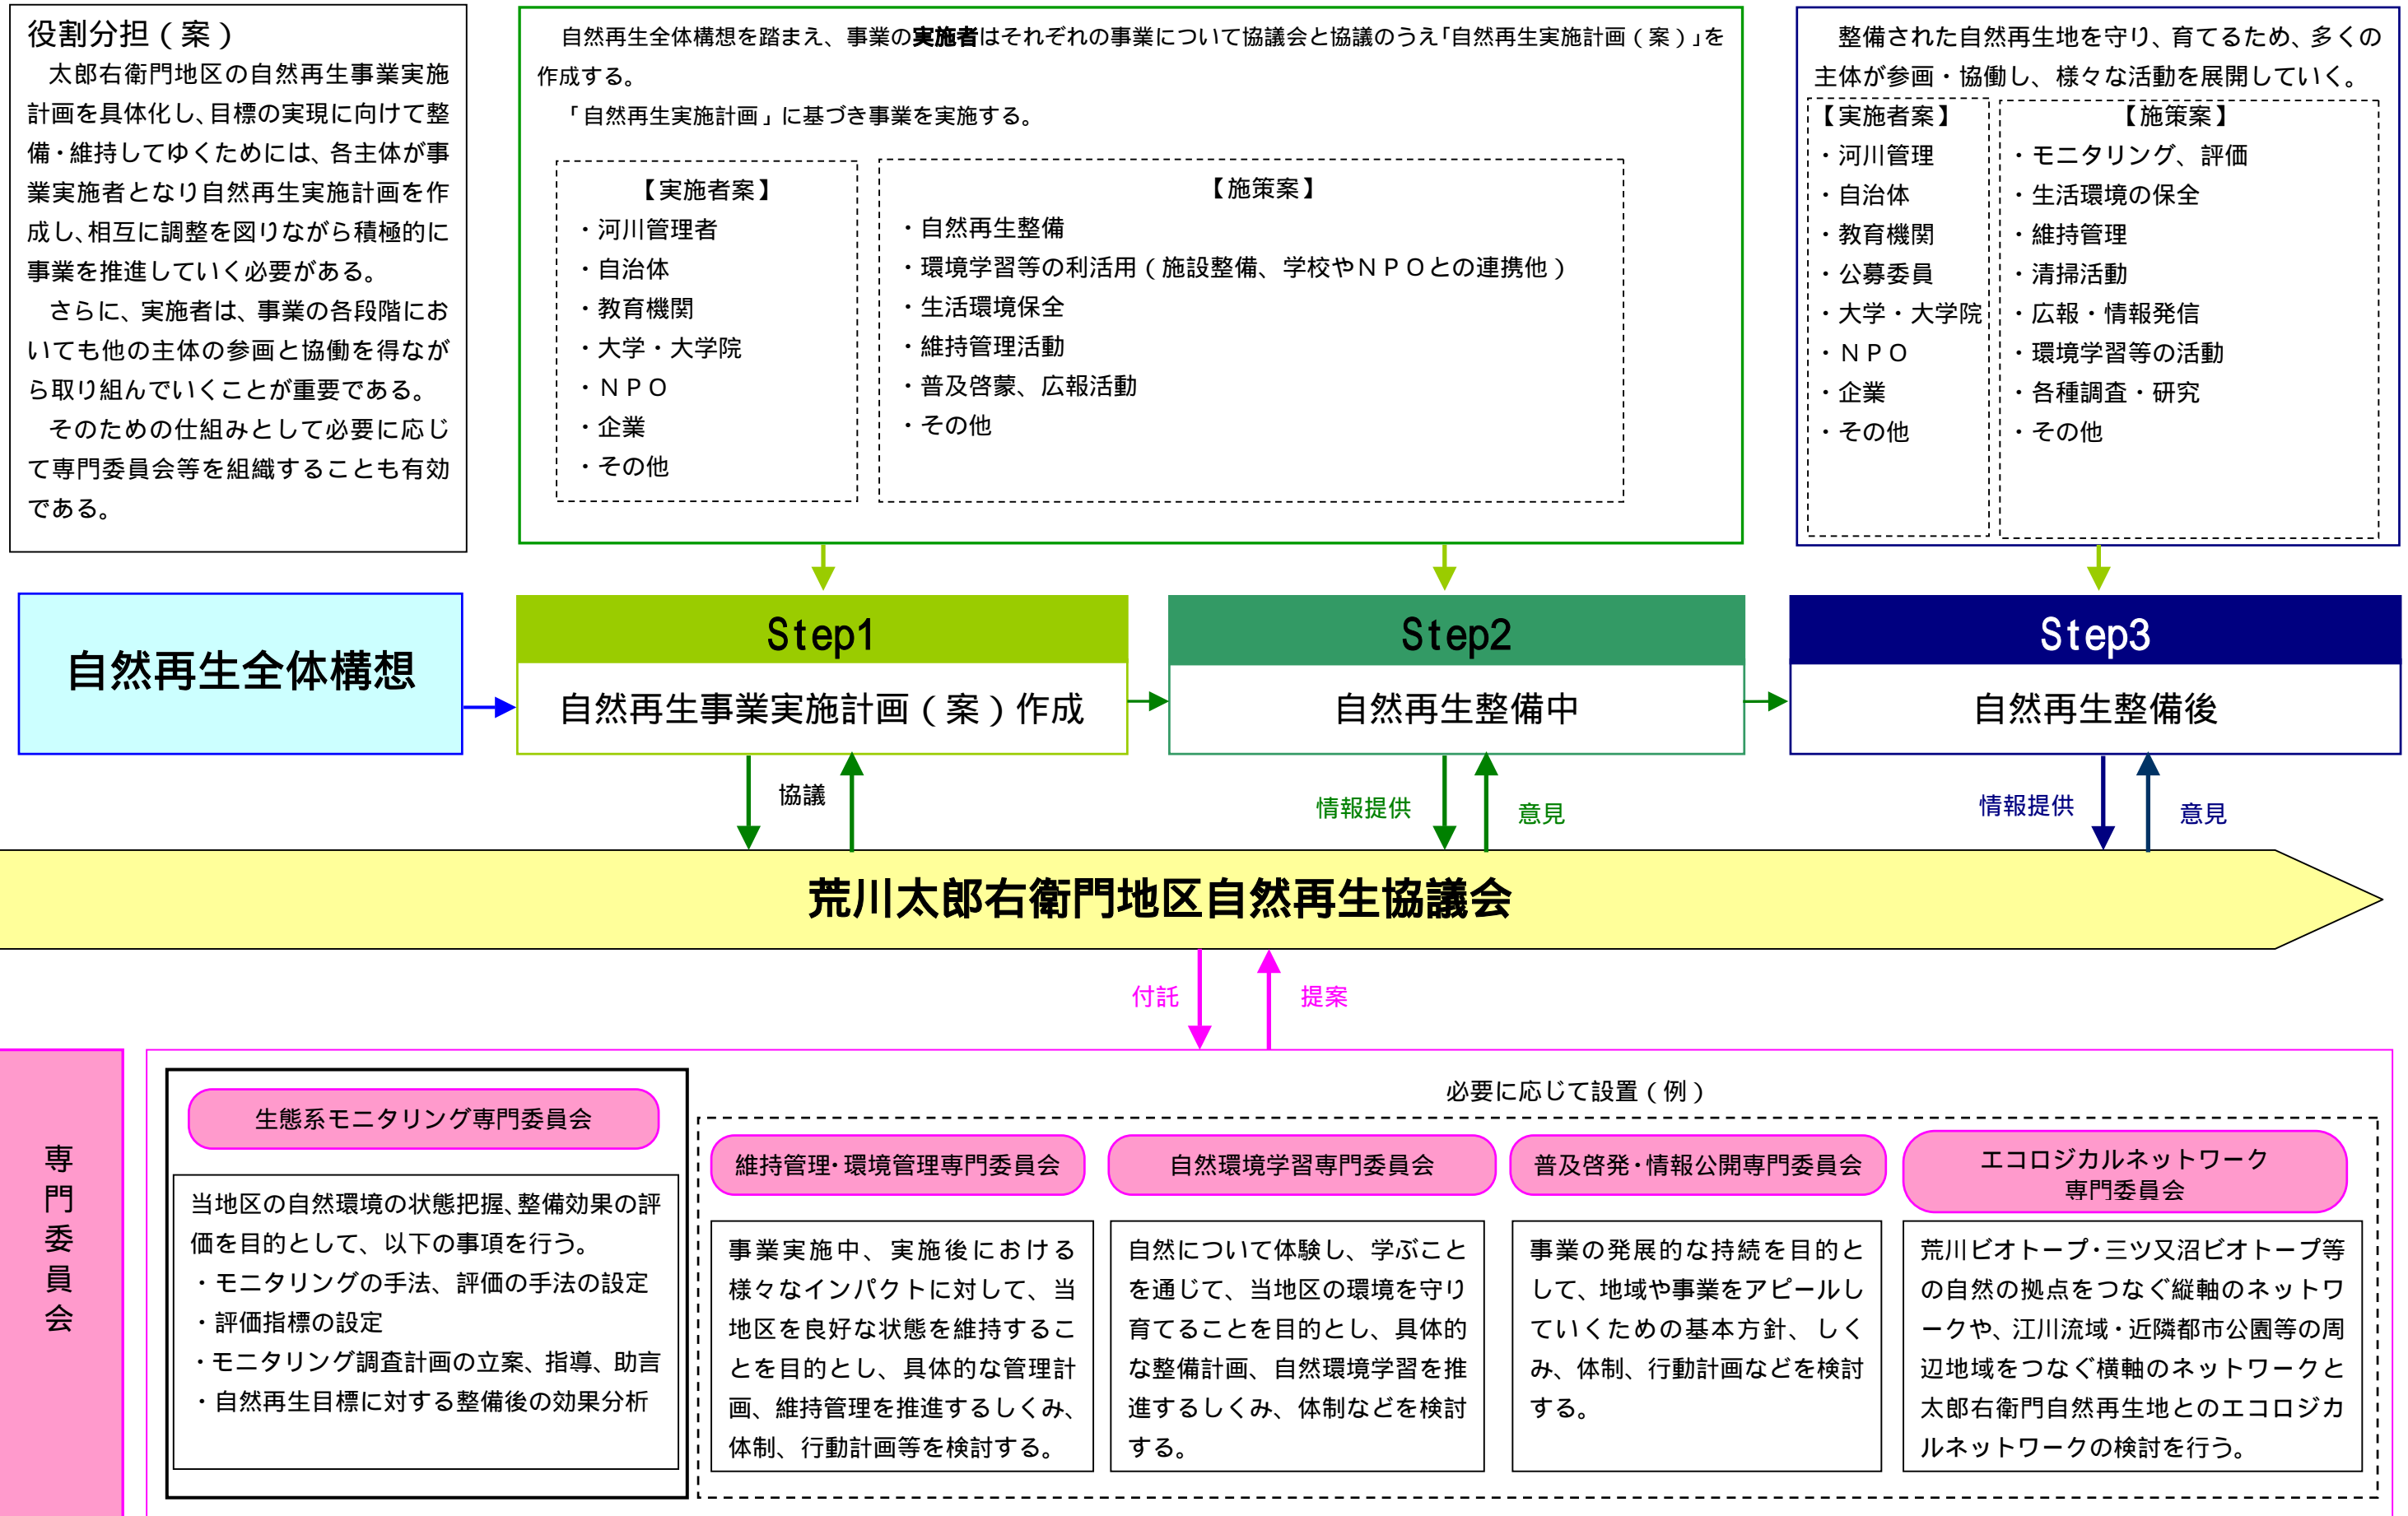 役割分担（案）
太郎右衛門地区の自然再生事業実施
計画を具体化し、目標の実現に向けて整
備・維持してゆくためには、各主体が事
業実施者となり自然再生実施計画を作
成し、相互に調整を図りながら積極的に
事業を推進していく必要がある。
さらに、実施者は、事業の各段階にお
いても他の主体の参画と協働を得なが
ら取り組んでいくことが重要である。
そのための仕組みとして必要に応じ
て専門委員会等を組織することも有効
である。
自然再生全体構想を踏まえ、事業の実施者はそれぞれの事業について協議会と協議のうえ「自然再生実施計画（案）」を
作成する。
「自然再生実施計画」に基づき事業を実施する。
【実施者案】
・河川管理者
・自治体
・教育機関
・大学・大学院
・ＮＰＯ
・企業
・その他
【施策案】
・自然再生整備
・環境学習等の利活用（施設整備、学校やＮＰＯとの連携他）
・生活環境保全
・維持管理活動
・普及啓蒙、広報活動
・その他
整備された自然再生地を守り、育てるため、多くの
主体が参画・協働し、様々な活動を展開していく。
【実施者案】
・河川管理
・自治体
・教育機関
・公募委員
・大学・大学院
・ＮＰＯ
・企業
・その他
【施策案】
・モニタリング、評価
・生活環境の保全
・維持管理
・清掃活動
・広報・情報発信
・環境学習等の活動
・各種調査・研究
・その他
自然再生全体構想
Step1
自然再生事業実施計画（案）作成
Step2
自然再生整備中
Step3
自然再生整備後
協議
情報提供
意見
情報提供
意見
荒川太郎右衛門地区自然再生協議会
付託
提案
専門委員会
生態系モニタリング専門委員会
当地区の自然環境の状態把握、整備効果の評
価を目的として、以下の事項を行う。
・モニタリングの手法、評価の手法の設定
・評価指標の設定
・モニタリング調査計画の立案、指導、助言
・自然再生目標に対する整備後の効果分析
必要に応じて設置（例）
維持管理・環境管理専門委員会
事業実施中、実施後における
様々なインパクトに対して、当
地区を良好な状態を維持するこ
とを目的とし、具体的な管理計
画、維持管理を推進するしくみ、
体制、行動計画等を検討する。
自然環境学習専門委員会
自然について体験し、学ぶこと
を通じて、当地区の環境を守り
育てることを目的とし、具体的
な整備計画、自然環境学習を推
進するしくみ、体制などを検討
する。
普及啓発・情報公開専門委員会
事業の発展的な持続を目的と
して、地域や事業をアピールし
ていくための基本方針、しく
み、体制、行動計画などを検討
する。
エコロジカルネットワーク
専門委員会
荒川ビオトープ・三ツ又沼ビオトープ等
の自然の拠点をつなぐ縦軸のネットワ
ークや、江川流域・近隣都市公園等の周
辺地域をつなぐ横軸のネットワークと
太郎右衛門自然再生地とのエコロジカ
ルネットワークの検討を行う。